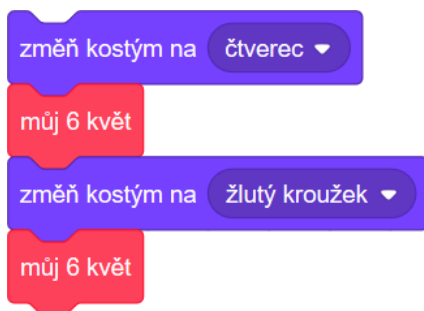 změň kostým na čtverec
můj 6 květ
změň kostým na žlutý kroužek
můj 6 květ